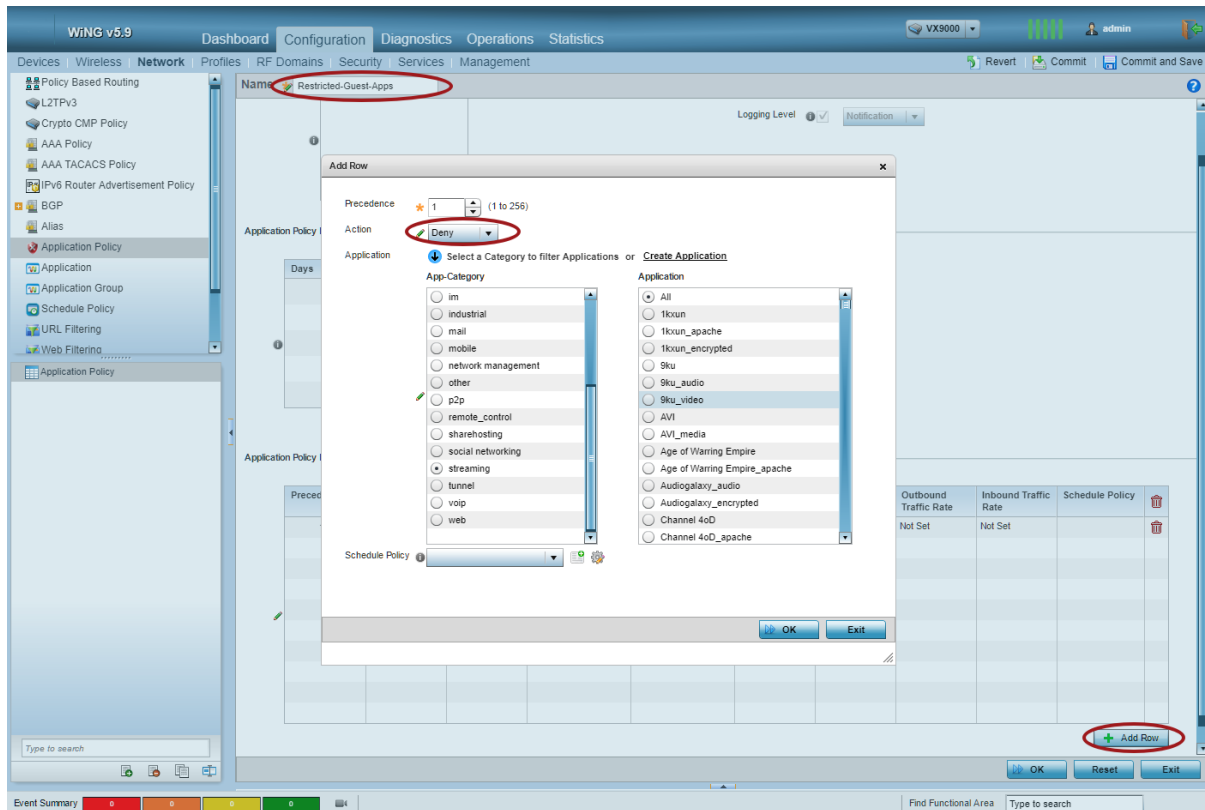 WiNG v5.9
Dashboard Configuration Diagnostics Operations Statistics
VX9000
admin
Devices Wireless Network Profiles RF Domains Security Services Management
Revert Commit Commit and Save
Policy Based Routing
L2TPv3
Crypto CMP Policy
AAA Policy
AAA TACACS Policy
IPv6 Router Advertisement Policy
BGP
Alias
Application Policy
Application
Application Group
Schedule Policy
URL Filtering
Web Filtering
Application Policy
Type to search
Name Restricted-Guest-Apps
Logging Level Notification
Application Policy
Days
Application Policy
Add Row
Precedence 1 (1 to 256)
Action Deny
Application Select a Category to filter Applications or Create Application
App-Category
im
industrial
mail
mobile
network management
other
p2p
remote_control
sharehosting
social networking
streaming
tunnel
voip
web
Application
All
1kxun
1kxun_apache
1kxun_encrypted
9ku
9ku_audio
9ku_video
AVI
AVI_media
Age of Warring Empire
Age of Warring Empire_apache
Audiogalaxy_audio
Audiogalaxy_encrypted
Channel 4oD
Channel 4oD_apache
Schedule Policy
OK Exit
Preced
Outbound Traffic Rate
Inbound Traffic Rate
Schedule Policy
Not Set Not Set
Add Row
OK Reset Exit
Event Summary 0 0 0 0
Find Functional Area Type to search